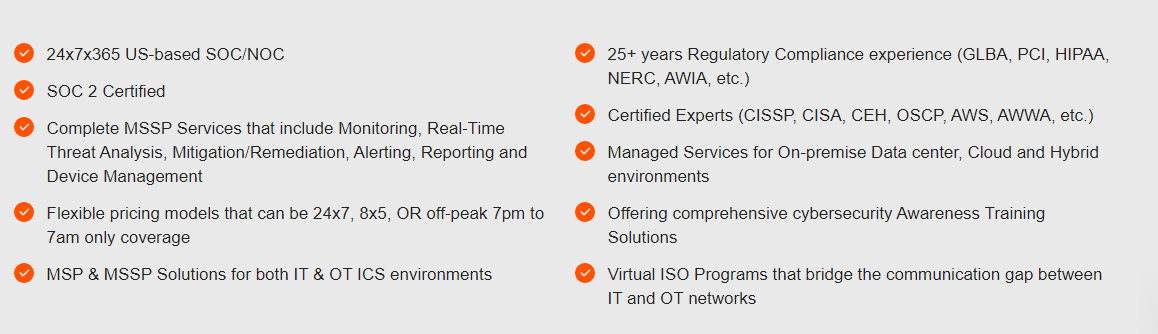 24x7x365 US-based SOC/NOC
SOC 2 Certified
Complete MSSP Services that include Monitoring, Real-Time
Threat Analysis, Mitigation/Remediation, Alerting, Reporting and
Device Management
Flexible pricing models that can be 24x7, 8x5, OR off-peak 7pm to
7am only coverage
MSP & MSSP Solutions for both IT & OT ICS environments
25+ years Regulatory Compliance experience (GLBA, PCI, HIPAA,
NERC, AWIA, etc.)
Certified Experts (CISSP, CISA, CEH, OSCP, AWS, AWWA, etc.)
Managed Services for On-premise Data center, Cloud and Hybrid
environments
Offering comprehensive cybersecurity Awareness Training
Solutions
Virtual ISO Programs that bridge the communication gap between
IT and OT networks